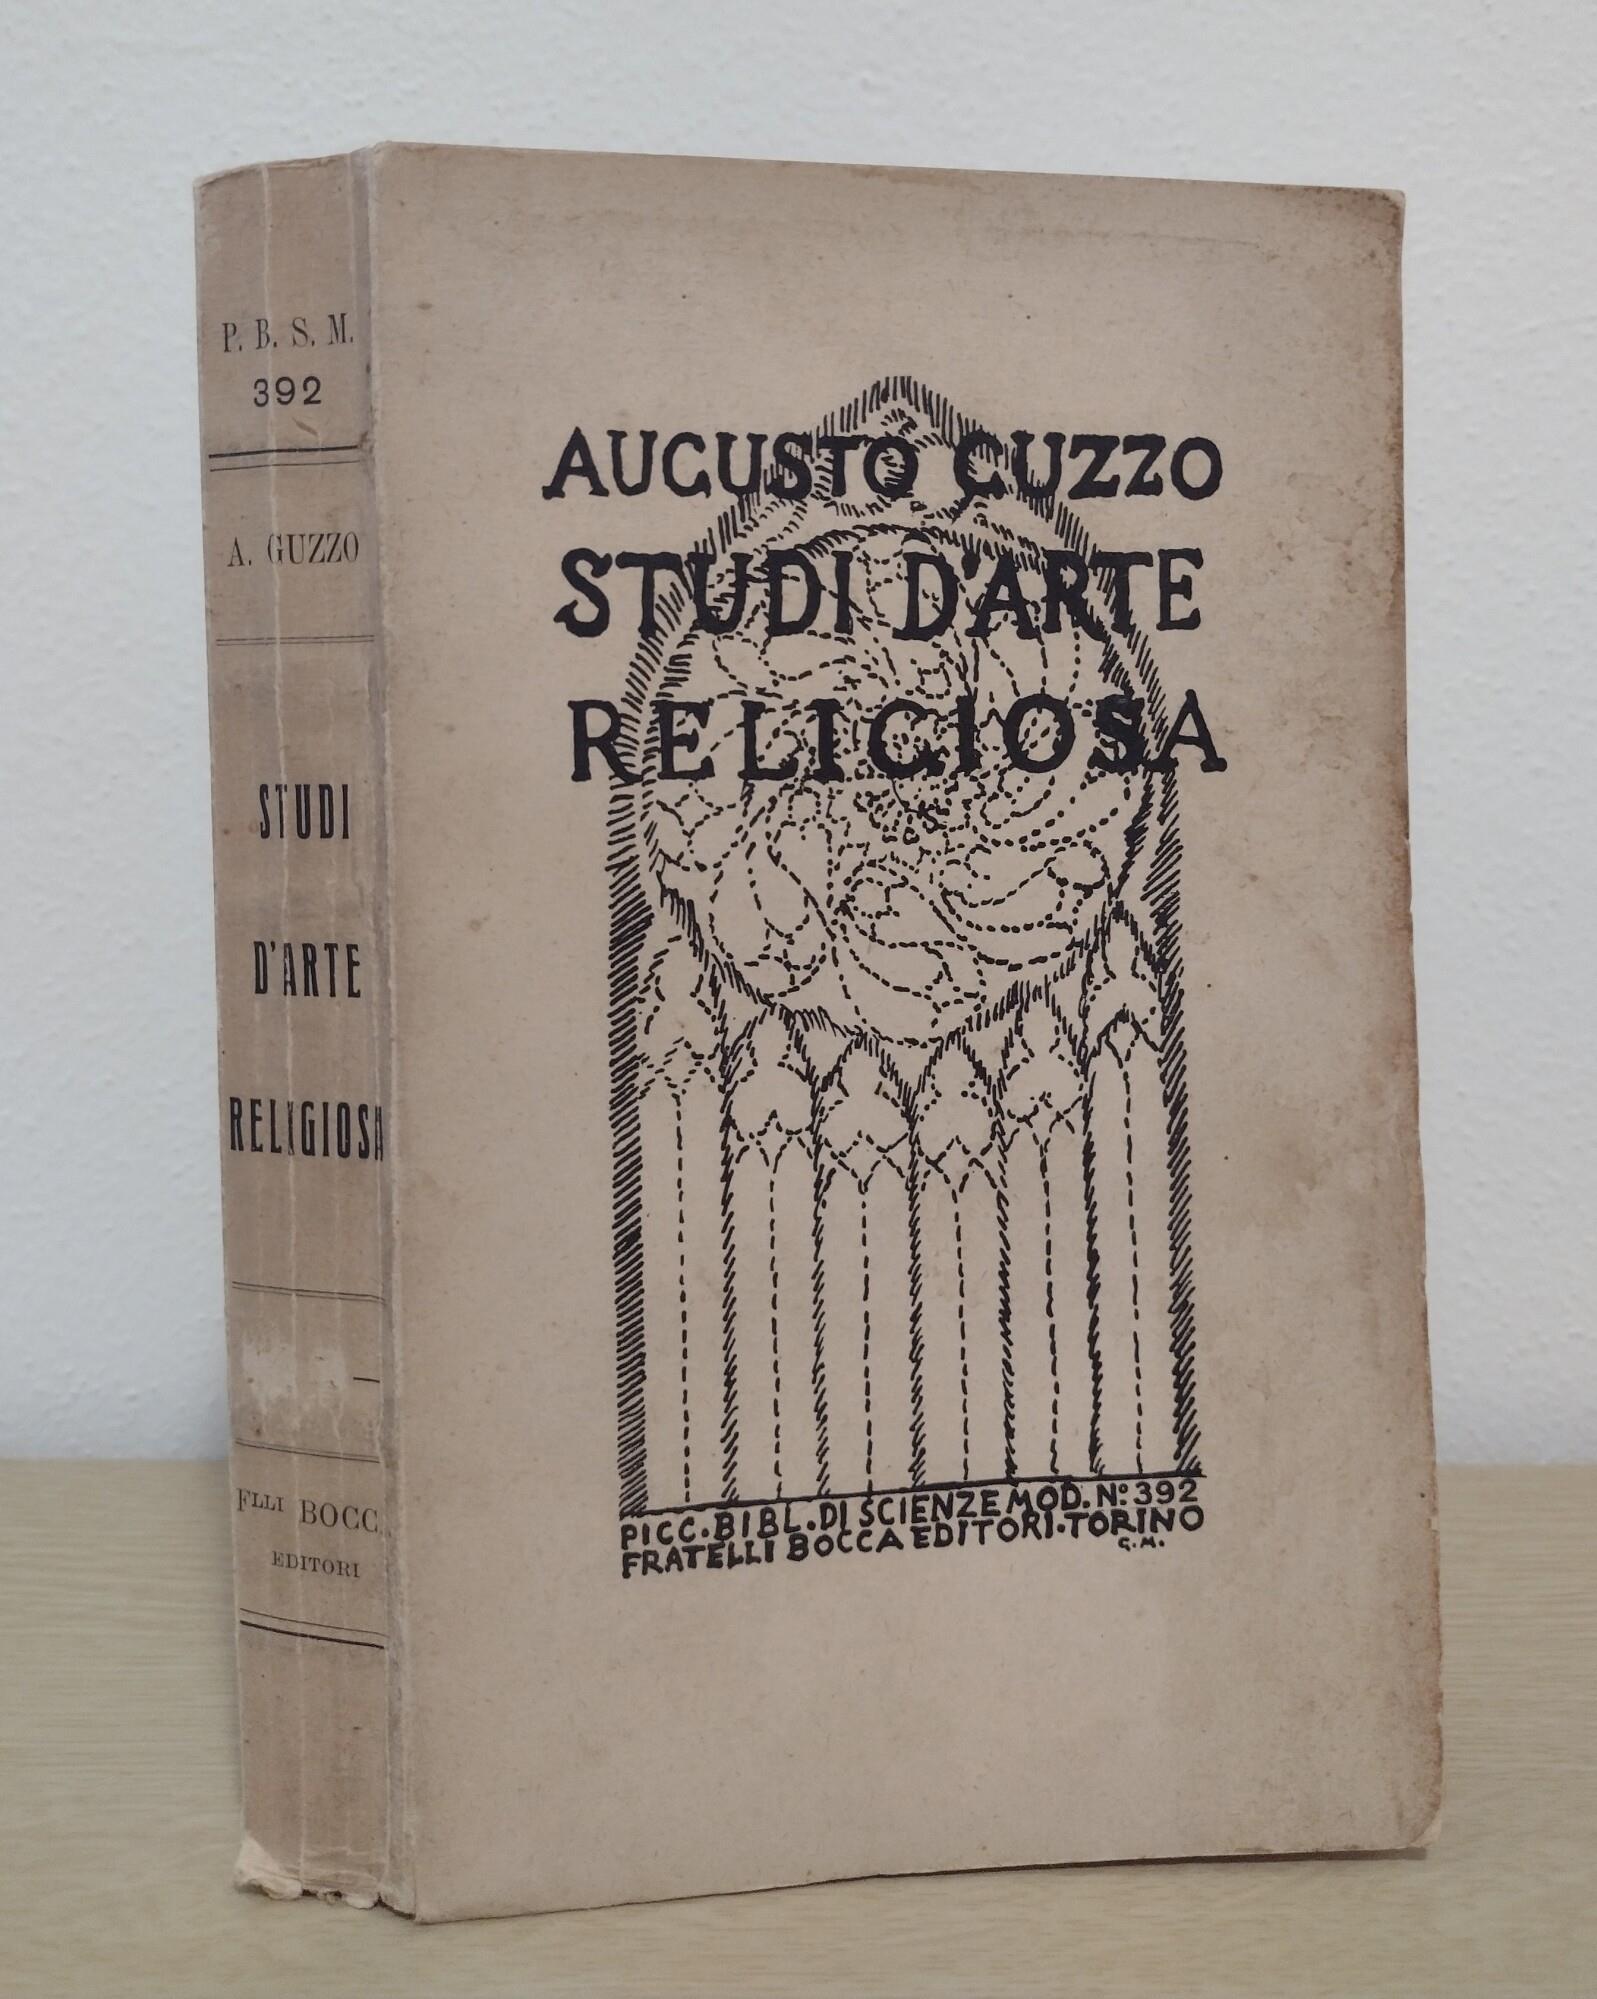 P. B. S. M.
392
A. GUZZO
STUDI
D'ARTE
RELIGIOSA
FLLI BOCC
EDITORI
AUGUSTO GUZZO
STUDI D'ARTE
RELIGIOSA
PICC. BIBL. DI SCIENZE MOD. No. 392
FRATELLI BOCCA EDITORI. TORINO
G. M.